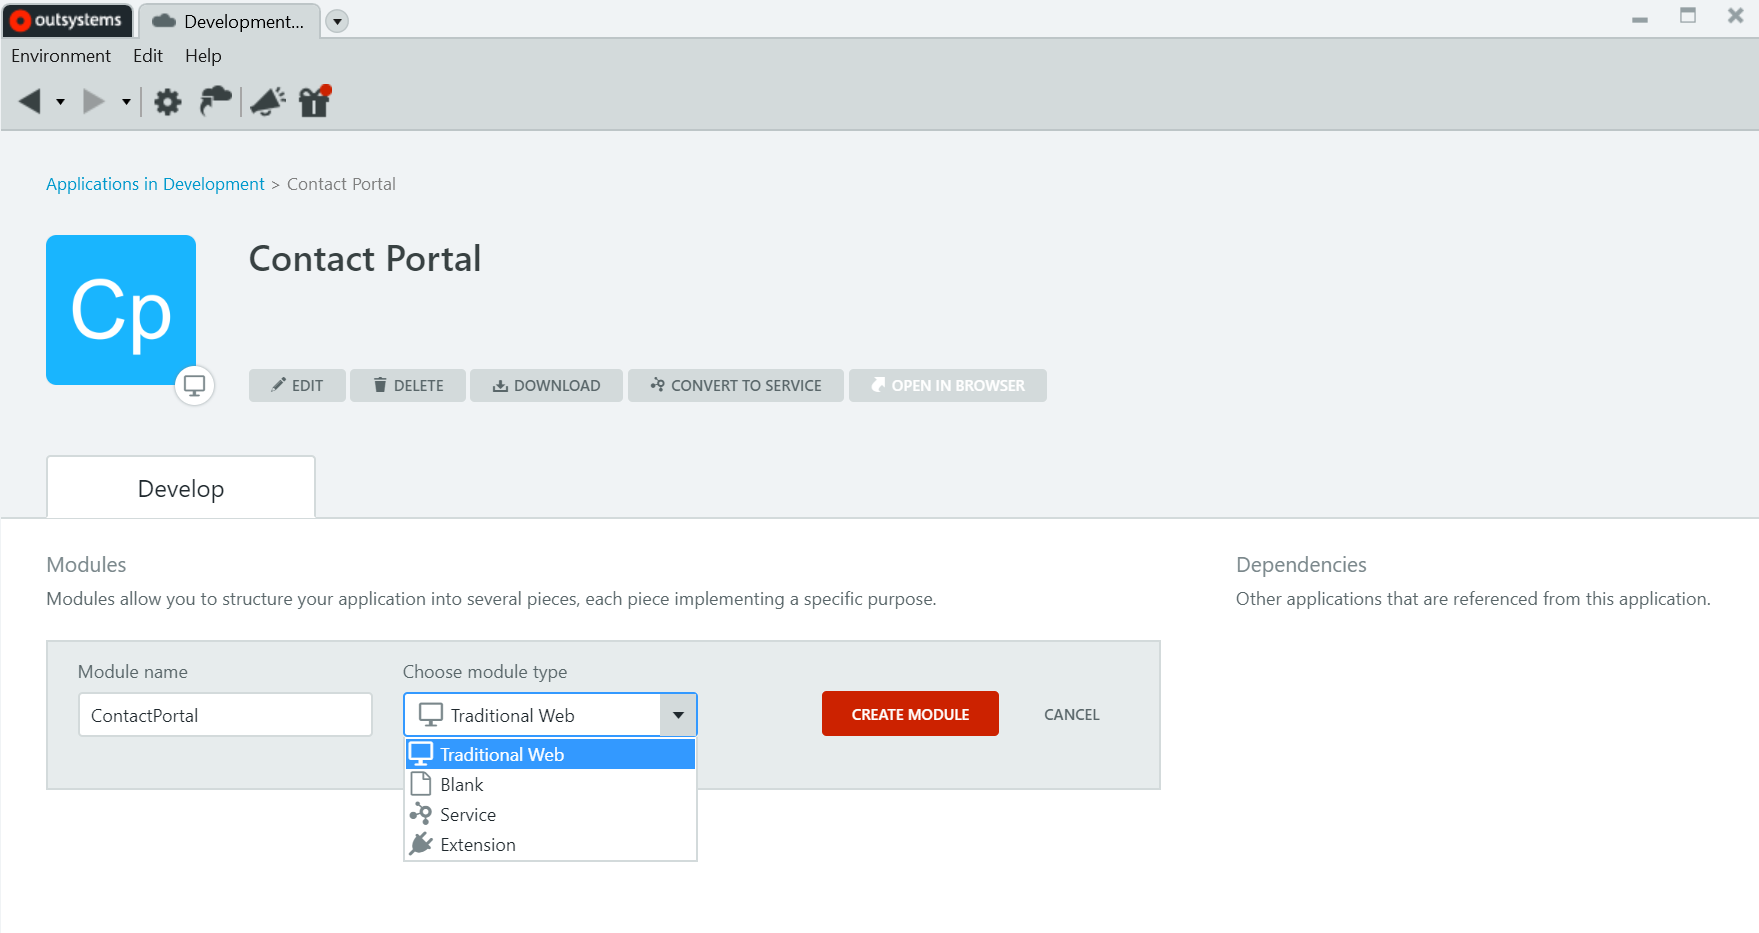 outsystems
Development...
Environment Edit Help
Applications in Development > Contact Portal
Cp
Contact Portal
EDIT DELETE DOWNLOAD CONVERT TO SERVICE OPEN IN BROWSER
Develop
Modules
Modules allow you to structure your application into several pieces, each piece implementing a specific purpose.
Module name
ContactPortal
Choose module type
Traditional Web
Traditional Web
Blank
Service
Extension
CREATE MODULE
CANCEL
Dependencies
Other applications that are referenced from this application.